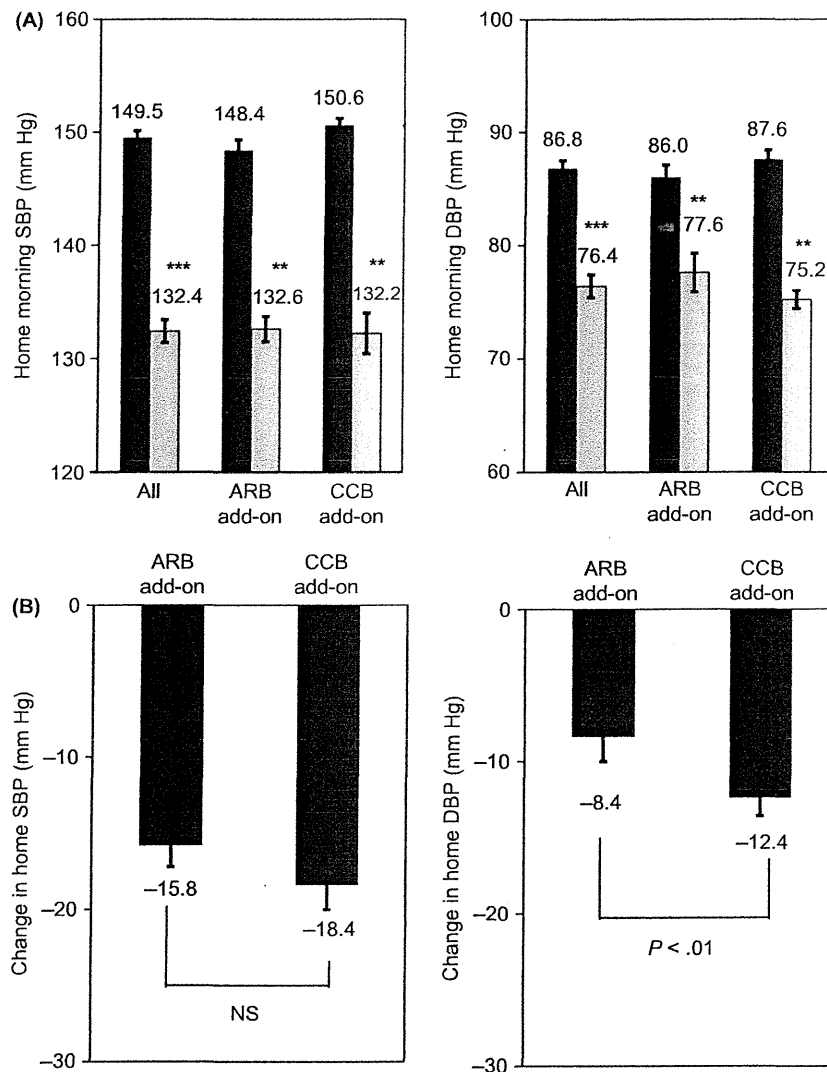 (A)
Home morning SBP (mm Hg)
160
150
140
130
120
149.5
148.4
150.6
***
**
**
132.4
132.6
132.2
All
ARB
add-on
CCB
add-on
Home morning DBP (mm Hg)
100
90
80
70
60
86.8
86.0
87.6
***
**
**
76.4
77.6
75.2
All
ARB
add-on
CCB
add-on
(B)
Change in home SBP (mm Hg)
ARB
add-on
CCB
add-on
0
–10
–20
–30
–15.8
–18.4
NS
Change in home DBP (mm Hg)
ARB
add-on
CCB
add-on
0
–10
–20
–30
–8.4
–12.4
P < .01